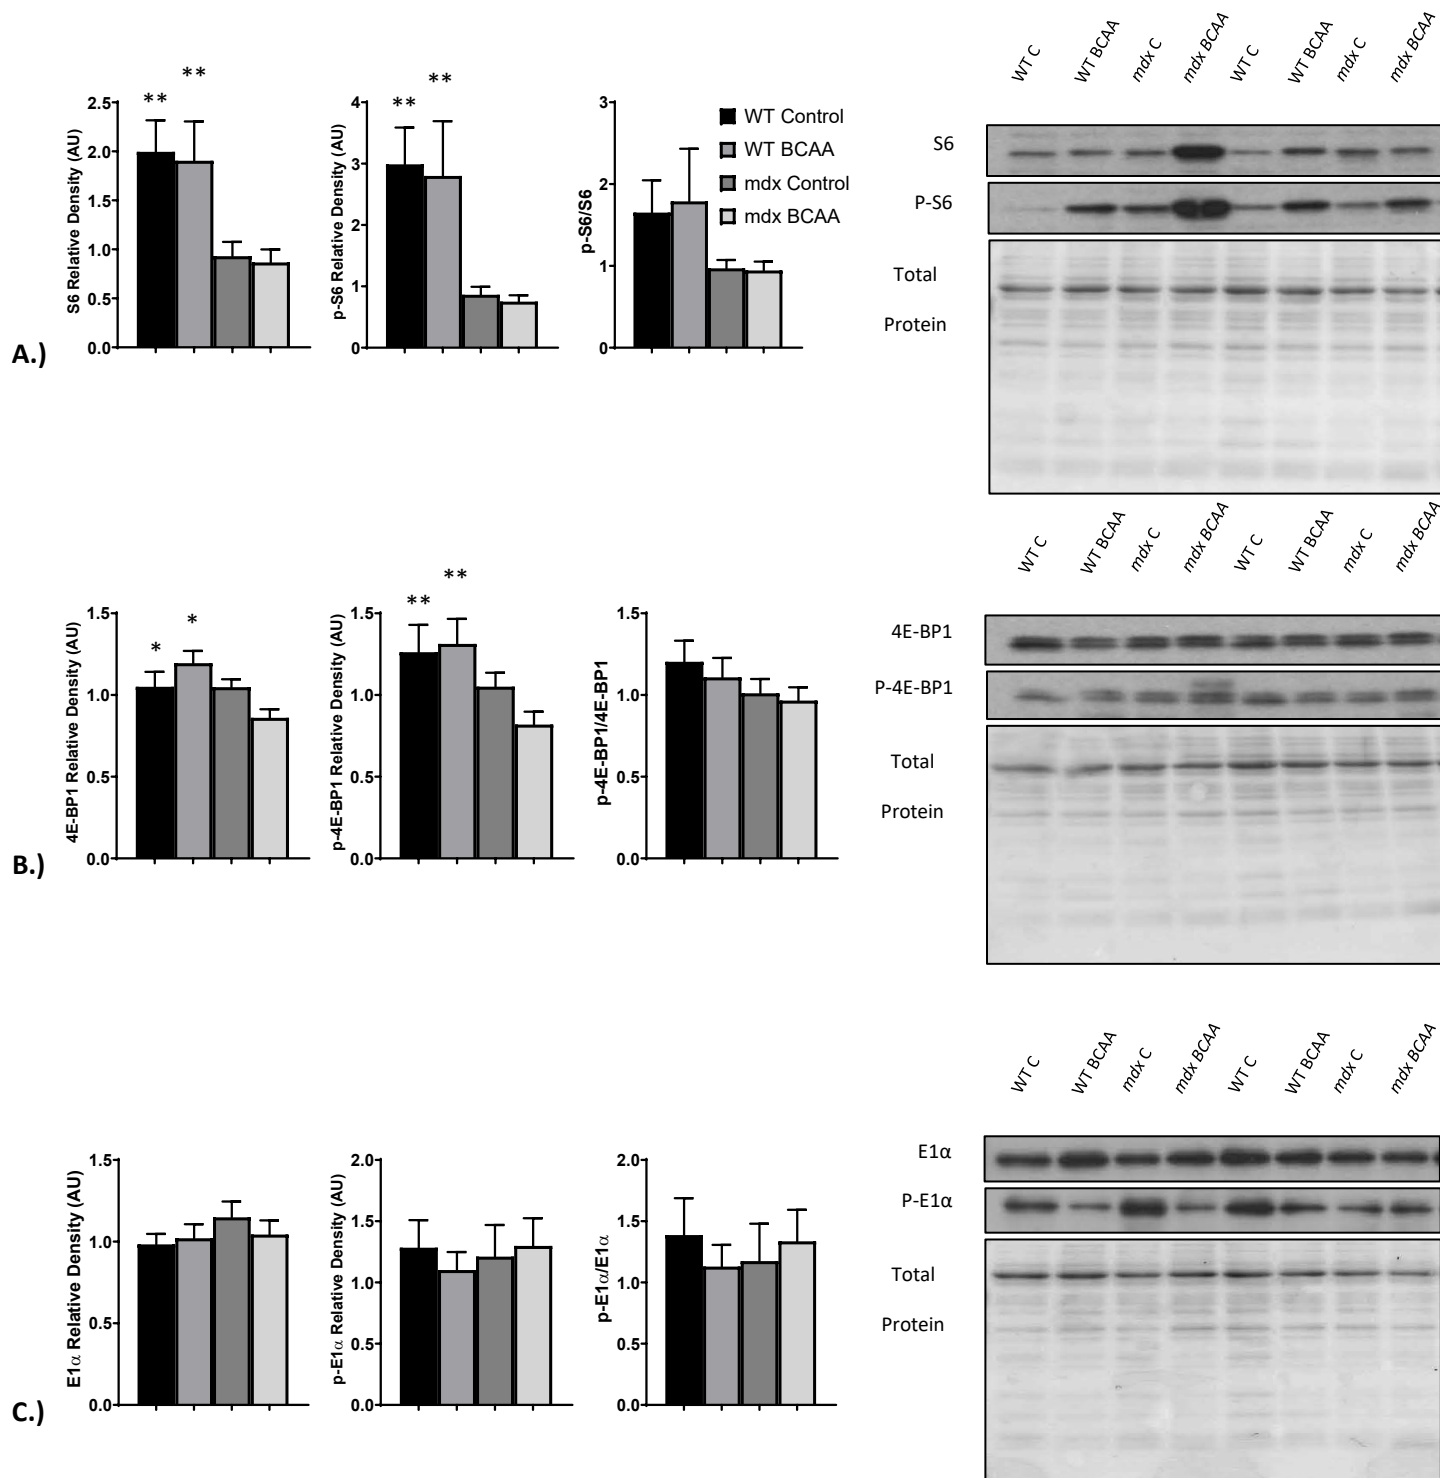 WT C
WT BCAA
mdx C
mdx BCAA
WT C
WT BCAA
mdx C
mdx BCAA
**
**
S6 Relative Density (AU)
2.5
2.0
1.5
1.0
0.5
0.0
**
**
p-S6 Relative Density (AU)
4
3
2
1
0
p-S6/S6
3
2
1
0
WT Control
WT BCAA
mdx Control
mdx BCAA
S6
P-S6
Total
Protein
A.)
WT C
WT BCAA
mdx C
mdx BCAA
WT C
WT BCAA
mdx C
mdx BCAA
*
*
4E-BP1 Relative Density (AU)
1.5
1.0
0.5
0.0
**
**
p-4E-BP1 Relative Density (AU)
1.5
1.0
0.5
0.0
p-4E-BP1/4E-BP1
1.5
1.0
0.5
0.0
4E-BP1
P-4E-BP1
Total
Protein
B.)
WT C
WT BCAA
mdx C
mdx BCAA
WT C
WT BCAA
mdx C
mdx BCAA
E1α Relative Density (AU)
1.5
1.0
0.5
0.0
p-E1α Relative Density (AU)
2.0
1.5
1.0
0.5
0.0
p-E1α/E1α
2.0
1.5
1.0
0.5
0.0
E1α
P-E1α
Total
Protein
C.)